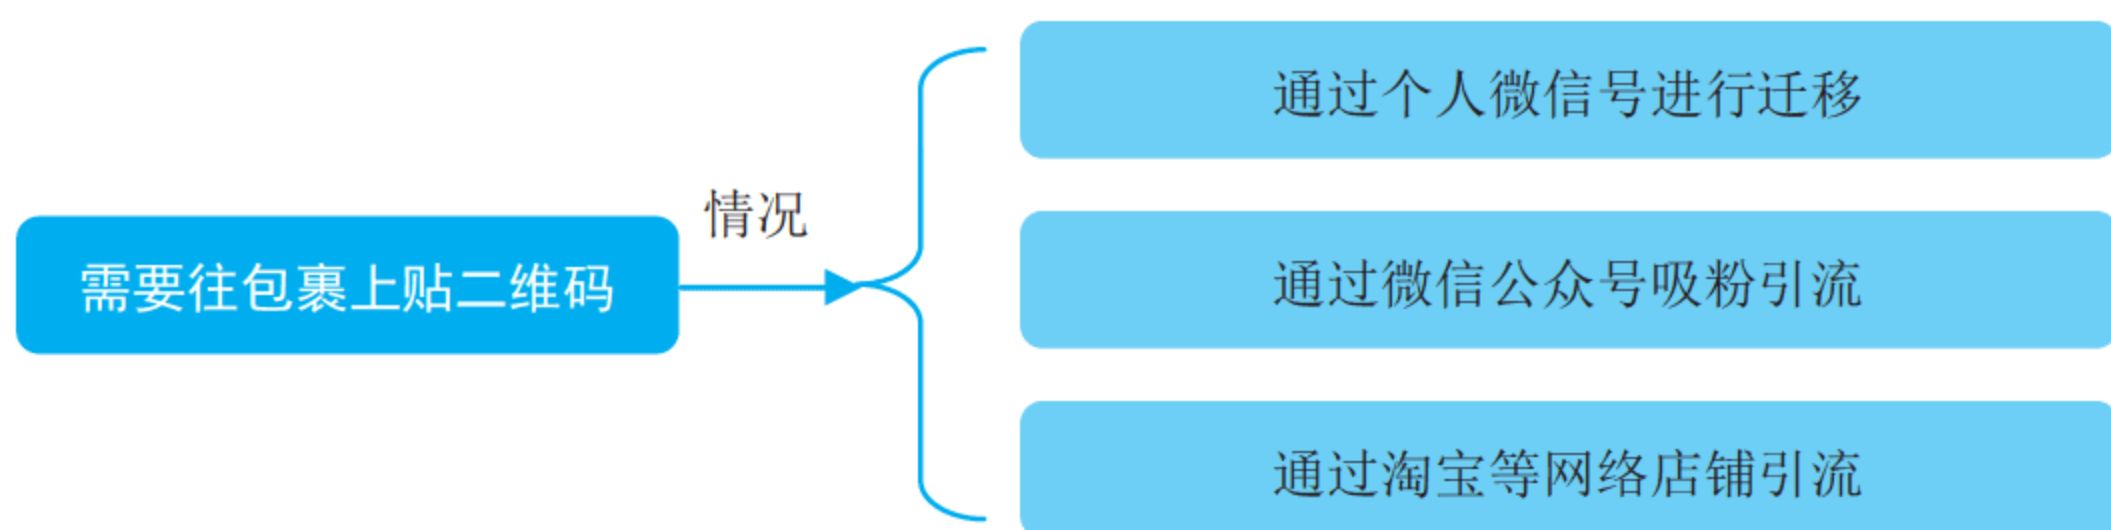 需要往包裹上贴二维码
情况
通过个人微信号进行迁移
通过微信公众号吸粉引流
通过淘宝等网络店铺引流